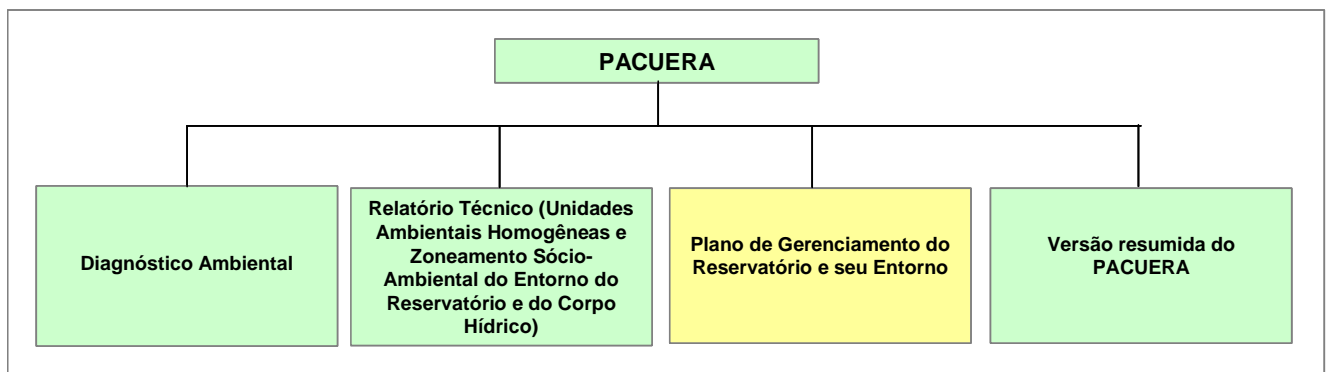 PACUERA
Diagnóstico Ambiental
Relatório Técnico (Unidades
Ambientais Homogêneas e
Zoneamento Sócio-
Ambiental do Entorno do
Reservatório e do Corpo
Hídrico)
Plano de Gerenciamento do
Reservatório e seu Entorno
Versão resumida do
PACUERA